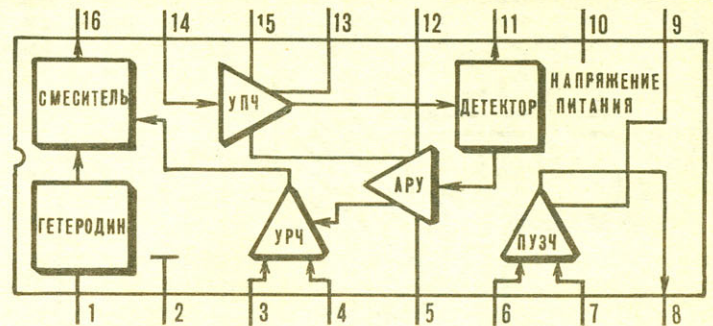 16 14 15 13 12 11 10 9
СМЕСИТЕЛЬ
УПЧ
ДЕТЕКТОР
НАПРЯЖЕНИЕ
ПИТАНИЯ
ГЕТЕРОДИН
УРЧ
АРУ
ПУЗЧ
1 2 3 4 5 6 7 8